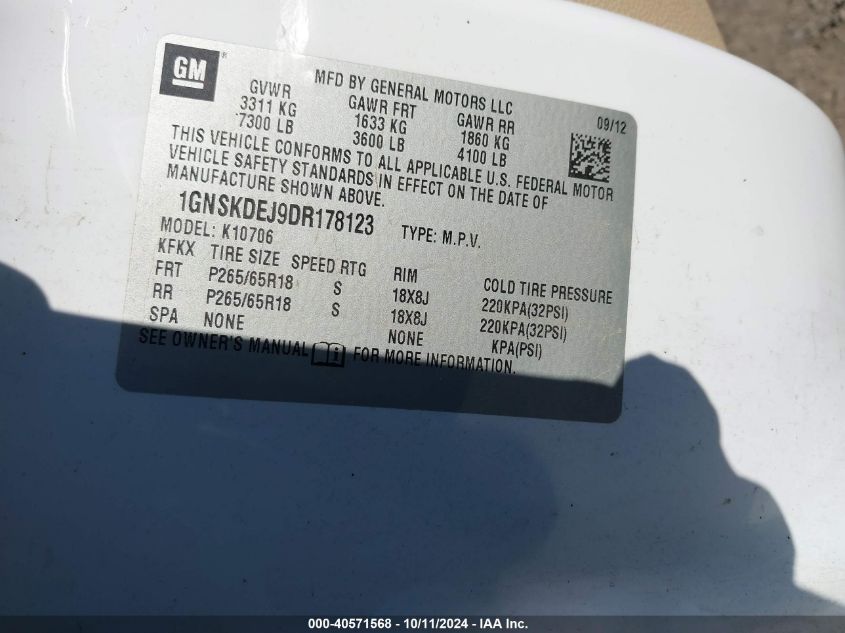 GM ®
MFD BY GENERAL MOTORS LLC
GVWR GAWR FRT GAWR RR 09/12
3311 KG 1633 KG 1860 KG
7300 LB 3600 LB 4100 LB
THIS VEHICLE CONFORMS TO ALL APPLICABLE U.S. FEDERAL MOTOR
VEHICLE SAFETY STANDARDS IN EFFECT ON THE DATE OF
MANUFACTURE SHOWN ABOVE.
1GNSKDEJ9DR178123 TYPE: M.P.V.
MODEL: K10706
KFKX TIRE SIZE SPEED RTG RIM COLD TIRE PRESSURE
FRT P265/65R18 S 18X8J 220KPA(32PSI)
RR P265/65R18 S 18X8J 220KPA(32PSI)
SPA NONE NONE KPA(PSI)
SEE OWNER'S MANUAL FOR MORE INFORMATION.
000-40571568 - 10/11/2024 - IAA Inc.